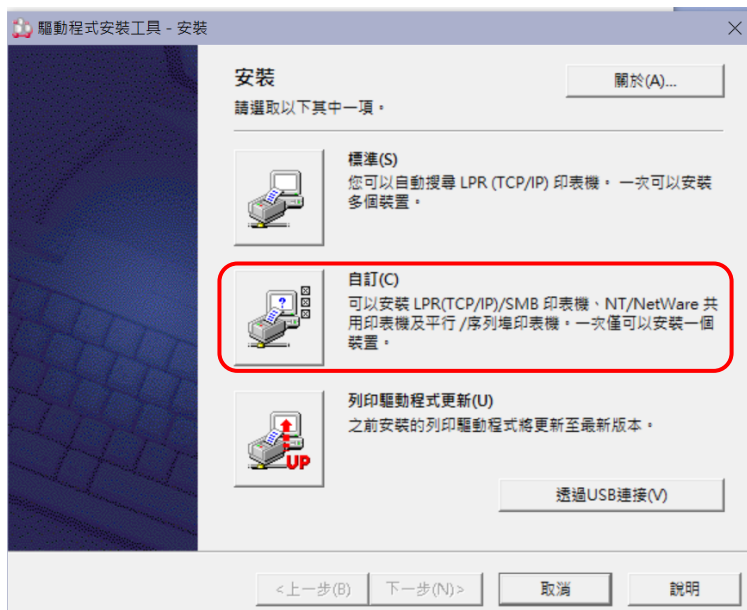 驅動程式安裝工具 - 安裝
安裝
關於(A)...
請選取以下其中一項。
標準(S)
您可以自動搜尋 LPR (TCP/IP) 印表機。 一次可以安裝
多個裝置。
自訂(C)
可以安裝 LPR(TCP/IP)/SMB 印表機、NT/NetWare 共
用印表機及平行 /序列埠印表機。一次僅可以安裝一個
裝置。
列印驅動程式更新(U)
之前安裝的列印驅動程式將更新至最新版本。
UP
透過USB連接(V)
<上一步(B)
下一步(N)>
取消
說明